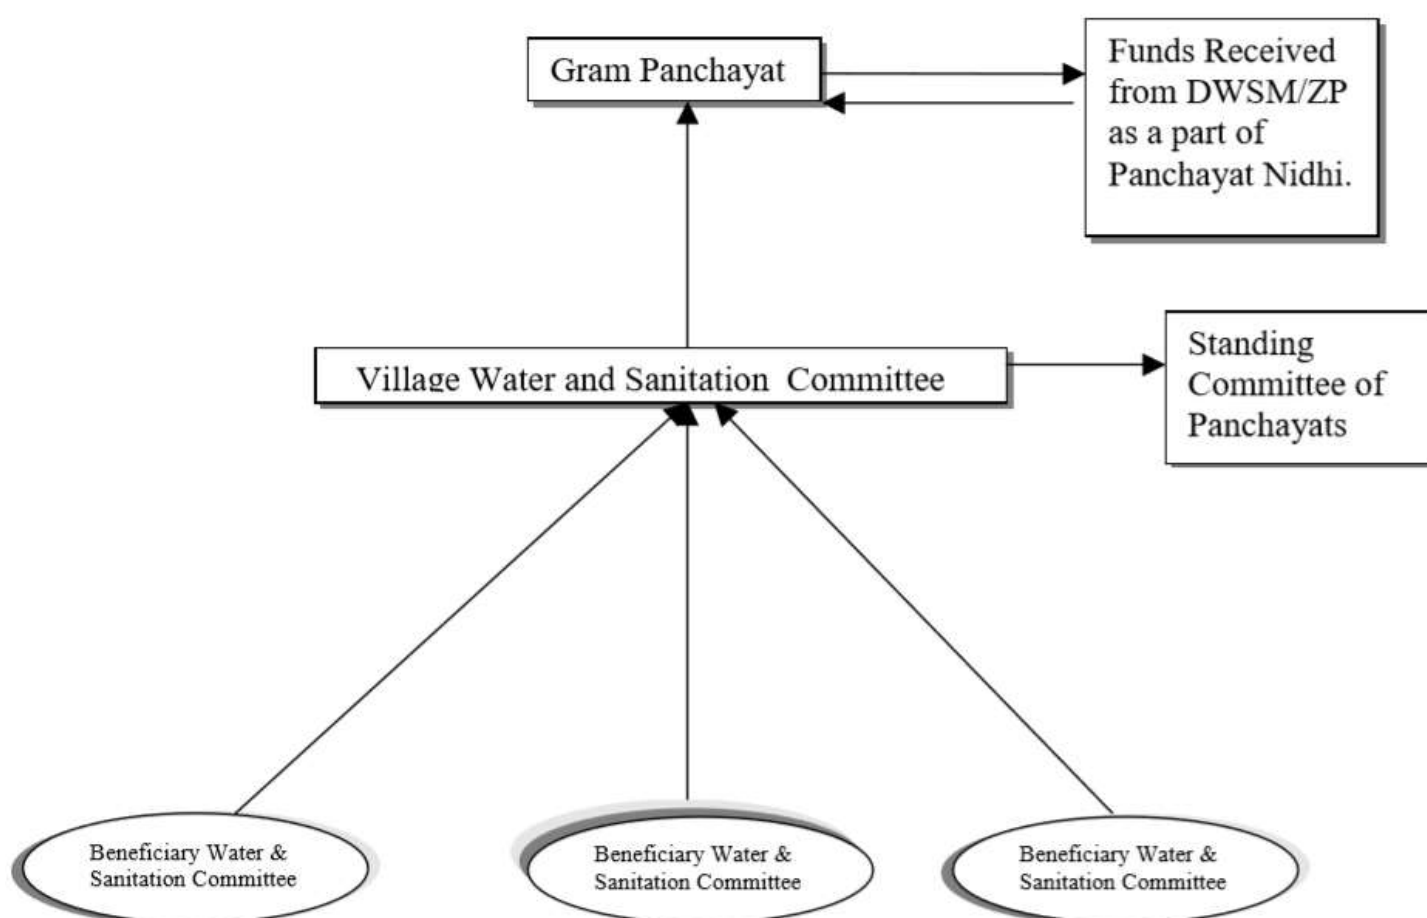 Gram Panchayat
Funds Received
from DWSM/ZP
as a part of
Panchayat Nidhi.
Village Water and Sanitation Committee
Standing
Committee of
Panchayats
Beneficiary Water &
Sanitation Committee
Beneficiary Water &
Sanitation Committee
Beneficiary Water &
Sanitation Committee